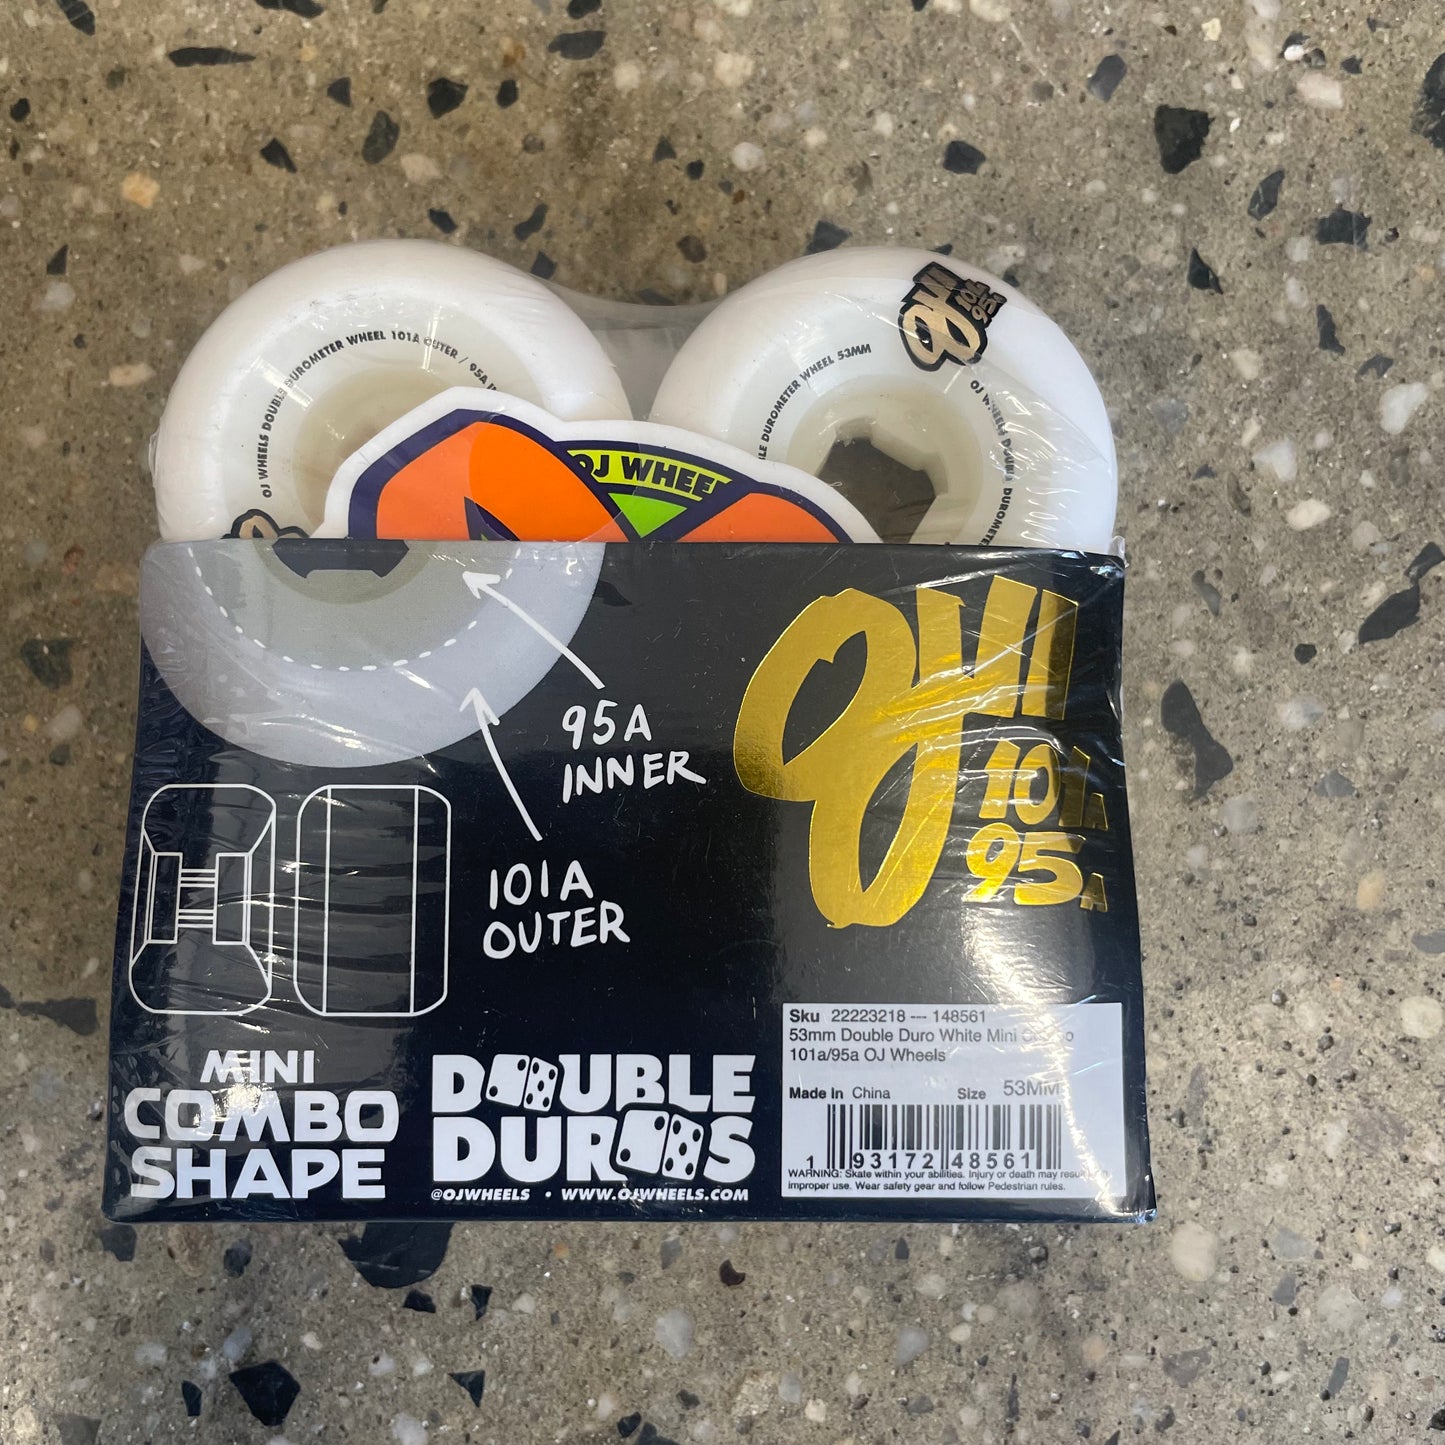 OJ WHEELS DOUBLE DUROMETER WHEEL 101A OUTER / 95A
DUROMETER WHEEL 53MM
OJ WHEELS DOUBLE
101A
95A
OJ WHEE
95A
INNER
101A
OUTER
OJ
101A
95A
MINI
COMBO
SHAPE
DOUBLE
DUROS
@OJWHEELS • WWW.OJWHEELS.COM
Sku 22223218 --- 148561
53mm Double Duro White Mini
101a/95a OJ Wheels
Made In China Size 53MM
1 93172 48561
WARNING: Skate within your abilities. Injury or death may
improper use. Wear safety gear and follow Pedestrian rules.